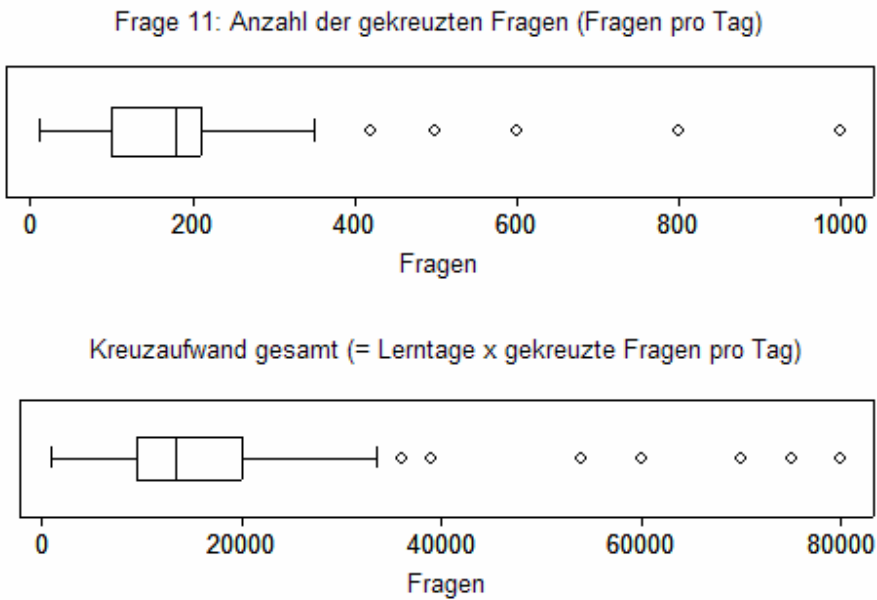 Frage 11: Anzahl der gekreuzten Fragen (Fragen pro Tag)
0 200 400 600 800 1000
Fragen
Kreuzaufwand gesamt (= Lerntage x gekreuzte Fragen pro Tag)
0 20000 40000 60000 80000
Fragen